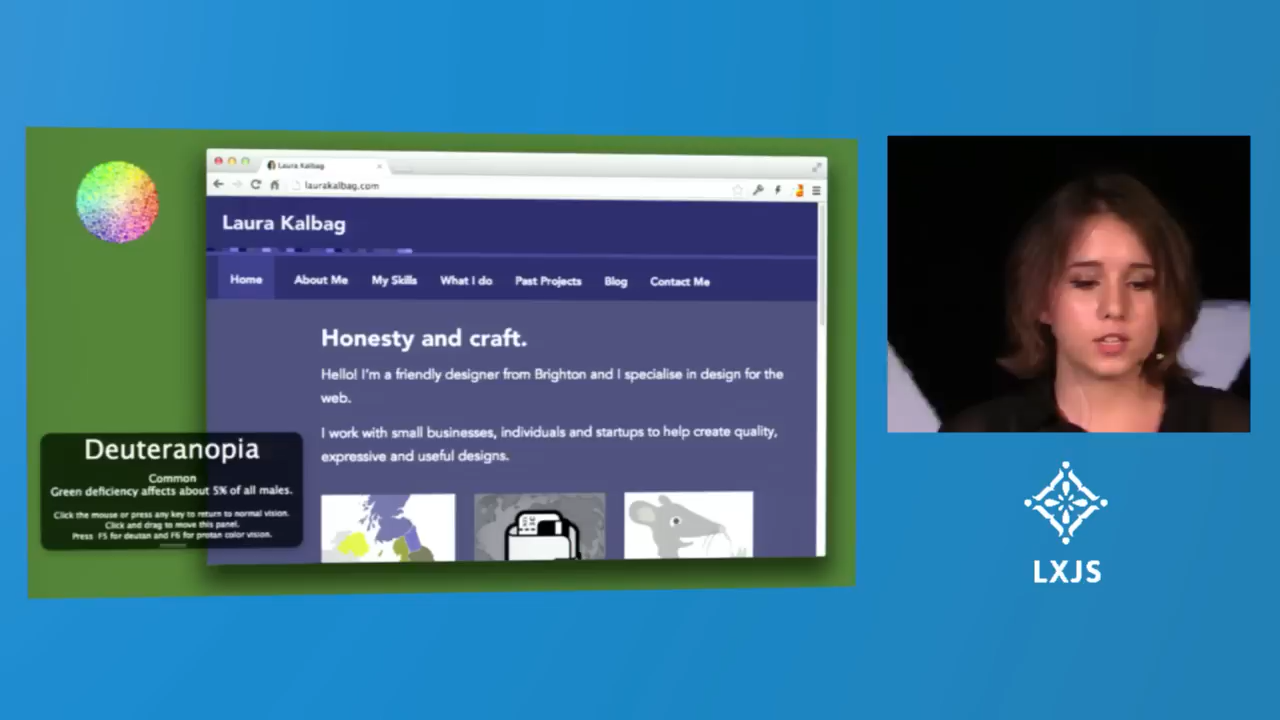 Laura Kalbag
laurakalbag.com
Laura Kalbag
Home About Me My Skills What I do Past Projects Blog Contact Me
Honesty and craft.
Hello! I'm a friendly designer from Brighton and I specialise in design for the
web.
I work with small businesses, individuals and startups to help create quality,
expressive and useful designs.
Deuteranopia
Common
Green deficiency affects about 5% of all males.
Click the mouse or press any key to return to normal vision.
Click and drag to move this panel.
Press F5 for deutan and F6 for protan color vision.
LXJS